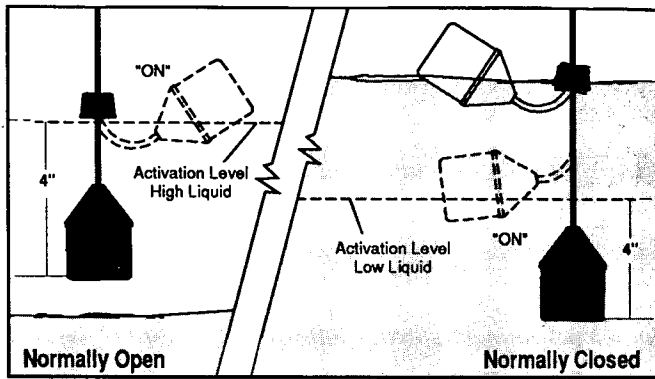 "ON"
Activation Level
High Liquid
4"
Normally Open
Activation Level
Low Liquid
"ON"
4"
Normally Closed